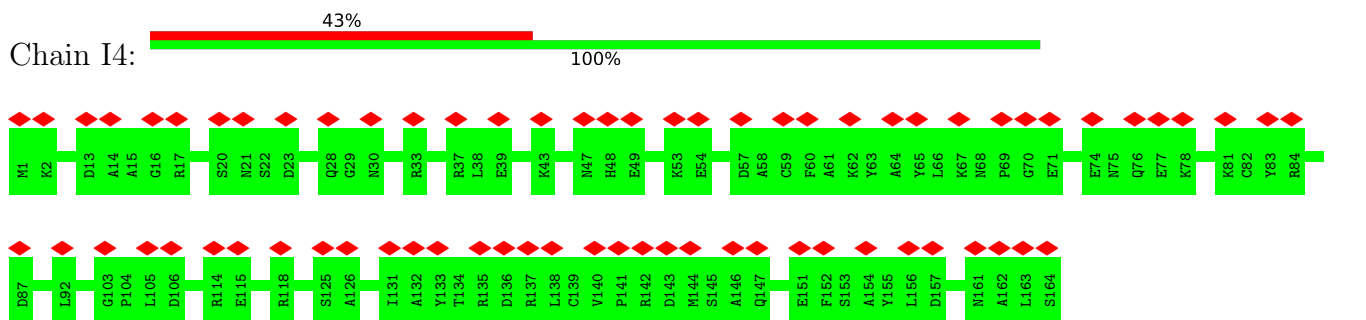 43%
Chain I4:
100%
M1 K2 D13 A14 A15 G16 R17 S20 N21 S22 D23 Q28 G29 N30 R33 R37 L38 E39 K43 N47 H48 E49 K53 E54 D57 A58 C59 F60 A61 K62 Y63 A64 Y65 L66 K67 N68 P69 G70 E71 E74 N75 Q76 E77 K78 K81 C82 Y83 R84
D87 L92 G103 P104 L105 D106 R114 E115 R118 S125 A126 I131 A132 Y133 T134 R135 D136 R137 L138 C139 V140 P141 R142 D143 M144 S145 A146 Q147 E151 F152 S153 A154 Y155 L156 D157 N161 A162 L163 S164